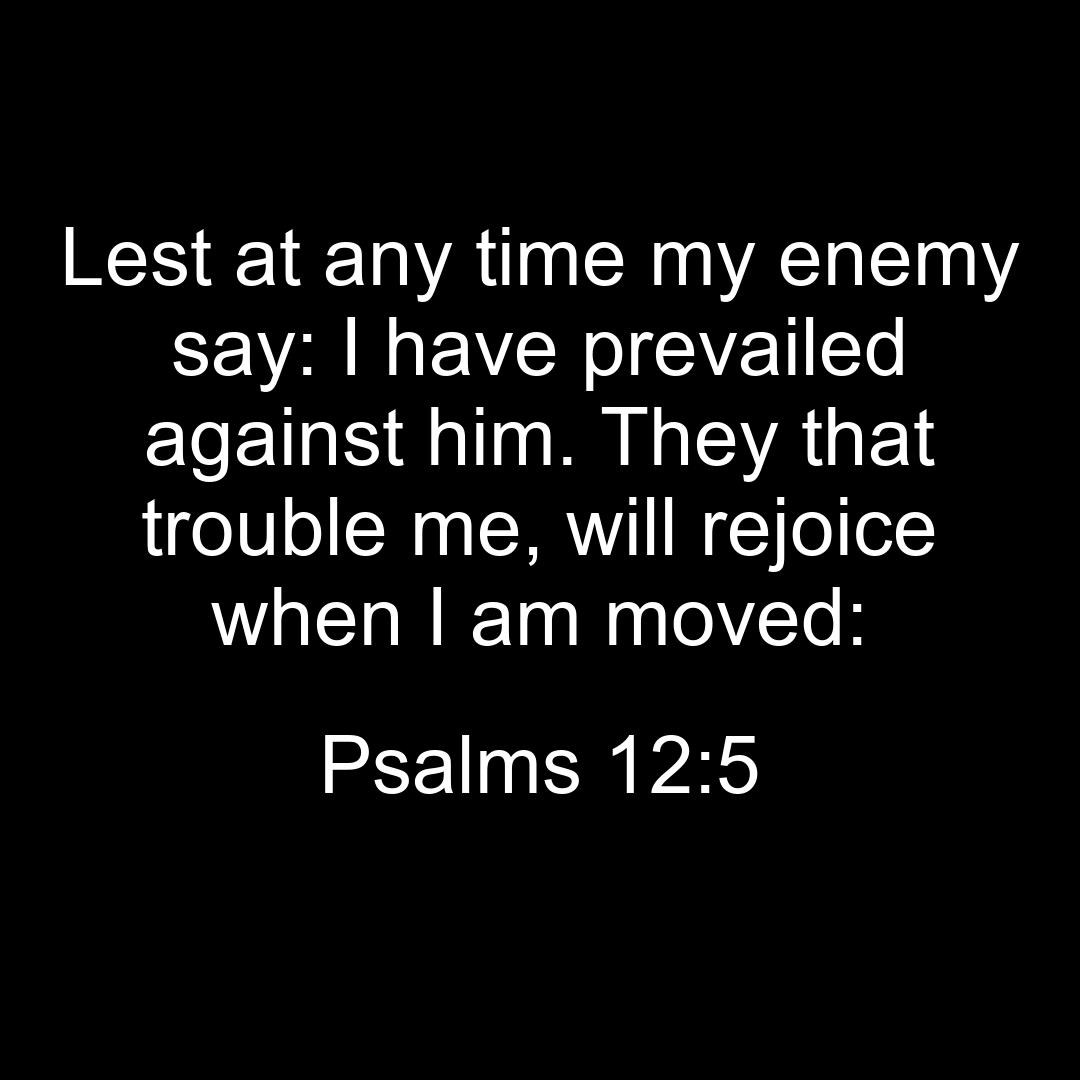 Lest at any time my enemy
say: I have prevailed
against him. They that
trouble me, will rejoice
when I am moved:
Psalms 12:5